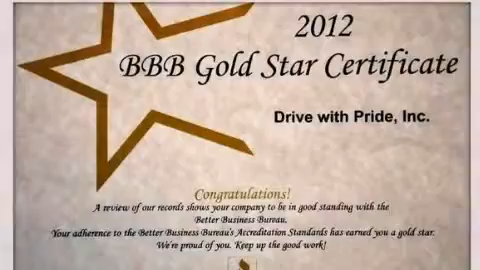 2012
BBB Gold Star Certificate
Drive with Pride, Inc.
Congratulations!
A review of our records shows your company to be in good standing with the
Better Business Bureau.
Your adherence to the Better Business Bureau's Accreditation Standards has earned you a gold star.
We're proud of you. Keep up the good work!